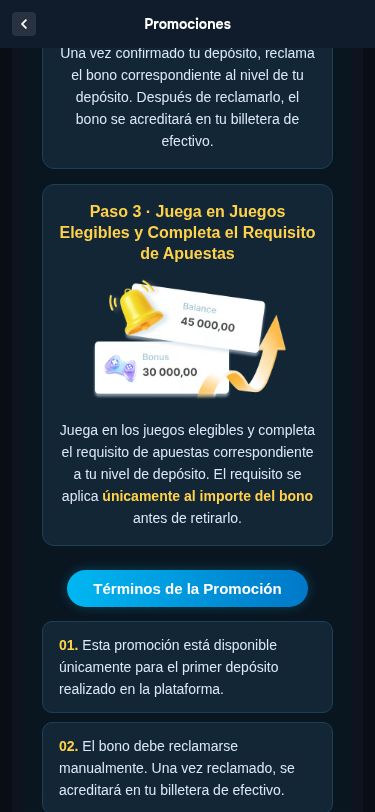 Promociones
Una vez confirmado tu depósito, reclama
el bono correspondiente al nivel de tu
depósito. Después de reclamarlo, el
bono se acreditará en tu billetera de
efectivo.
Paso 3 · Juega en Juegos
Elegibles y Completa el Requisito
de Apuestas
Balance
45 000,00
Bonus
30 000,00
Juega en los juegos elegibles y completa
el requisito de apuestas correspondiente
a tu nivel de depósito. El requisito se
aplica únicamente al importe del bono
antes de retirarlo.
Términos de la Promoción
01. Esta promoción está disponible
únicamente para el primer depósito
realizado en la plataforma.
02. El bono debe reclamarse
manualmente. Una vez reclamado, se
acreditará en tu billetera de efectivo.